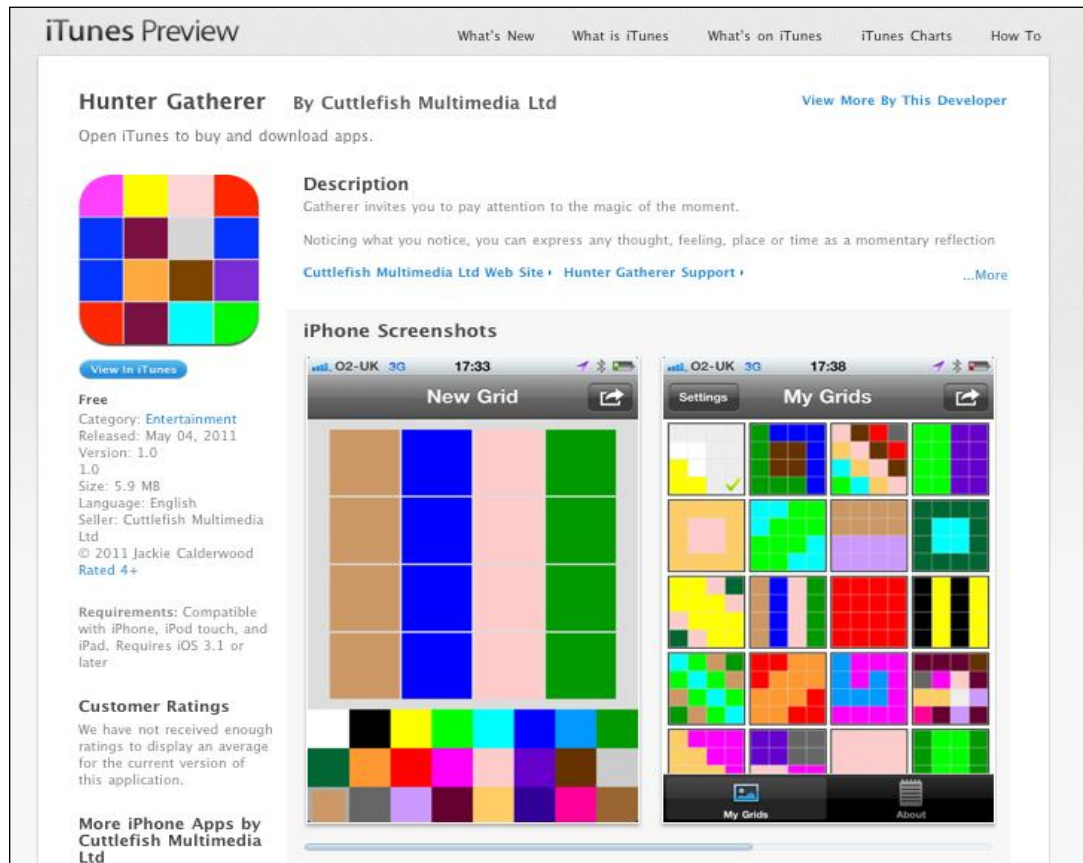 iTunes Preview
What's New What is iTunes What's on iTunes iTunes Charts How To
Hunter Gatherer By Cuttlefish Multimedia Ltd View More By This Developer
Open iTunes to buy and download apps.
Description
Gatherer invites you to pay attention to the magic of the moment.
Noticing what you notice, you can express any thought, feeling, place or time as a momentary reflection
Cuttlefish Multimedia Ltd Web Site Hunter Gatherer Support ...More
View In iTunes
Free
Category: Entertainment
Released: May 04, 2011
Version: 1.0
1.0
Size: 5.9 MB
Language: English
Seller: Cuttlefish Multimedia
Ltd
© 2011 Jackie Calderwood
Rated 4+
Requirements: Compatible
with iPhone, iPod touch, and
iPad. Requires iOS 3.1 or
later
Customer Ratings
We have not received enough
ratings to display an average
for the current version of
this application.
More iPhone Apps by
Cuttlefish Multimedia
Ltd
iPhone Screenshots
O2-UK 3G 17:33
New Grid
O2-UK 3G 17:38
Settings My Grids
My Grids About